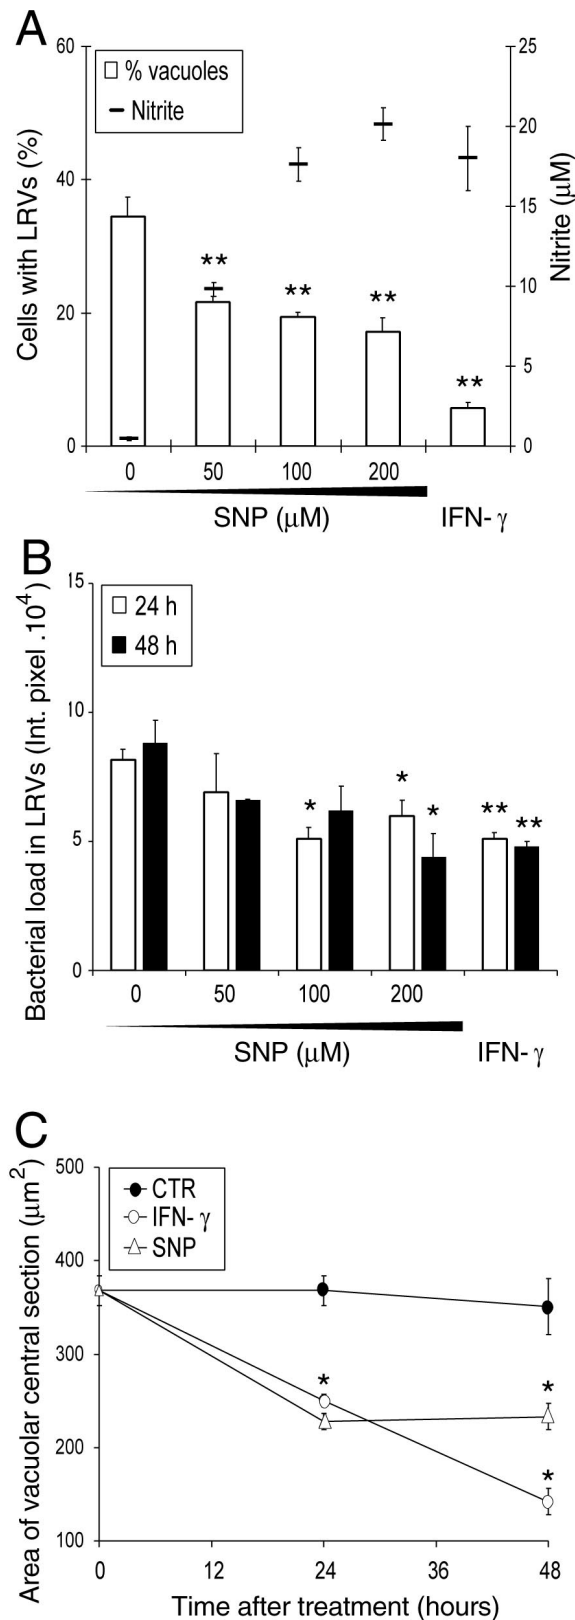 A
60
40
20
0
Cells with LRVs (%)
% vacuoles
Nitrite
**
**
**
**
25
20
15
10
5
0
Nitrite (μM)
0 50 100 200
SNP (μM) IFN- γ
B
15
10
5
0
Bacterial load in LRVs (Int. pixel .10⁴)
24 h
48 h
*
*
*
**
**
0 50 100 200
SNP (μM) IFN- γ
C
500
400
300
200
100
Area of vacuolar central section (μm²)
CTR
IFN- γ
SNP
*
*
*
0 12 24 36 48
Time after treatment (hours)